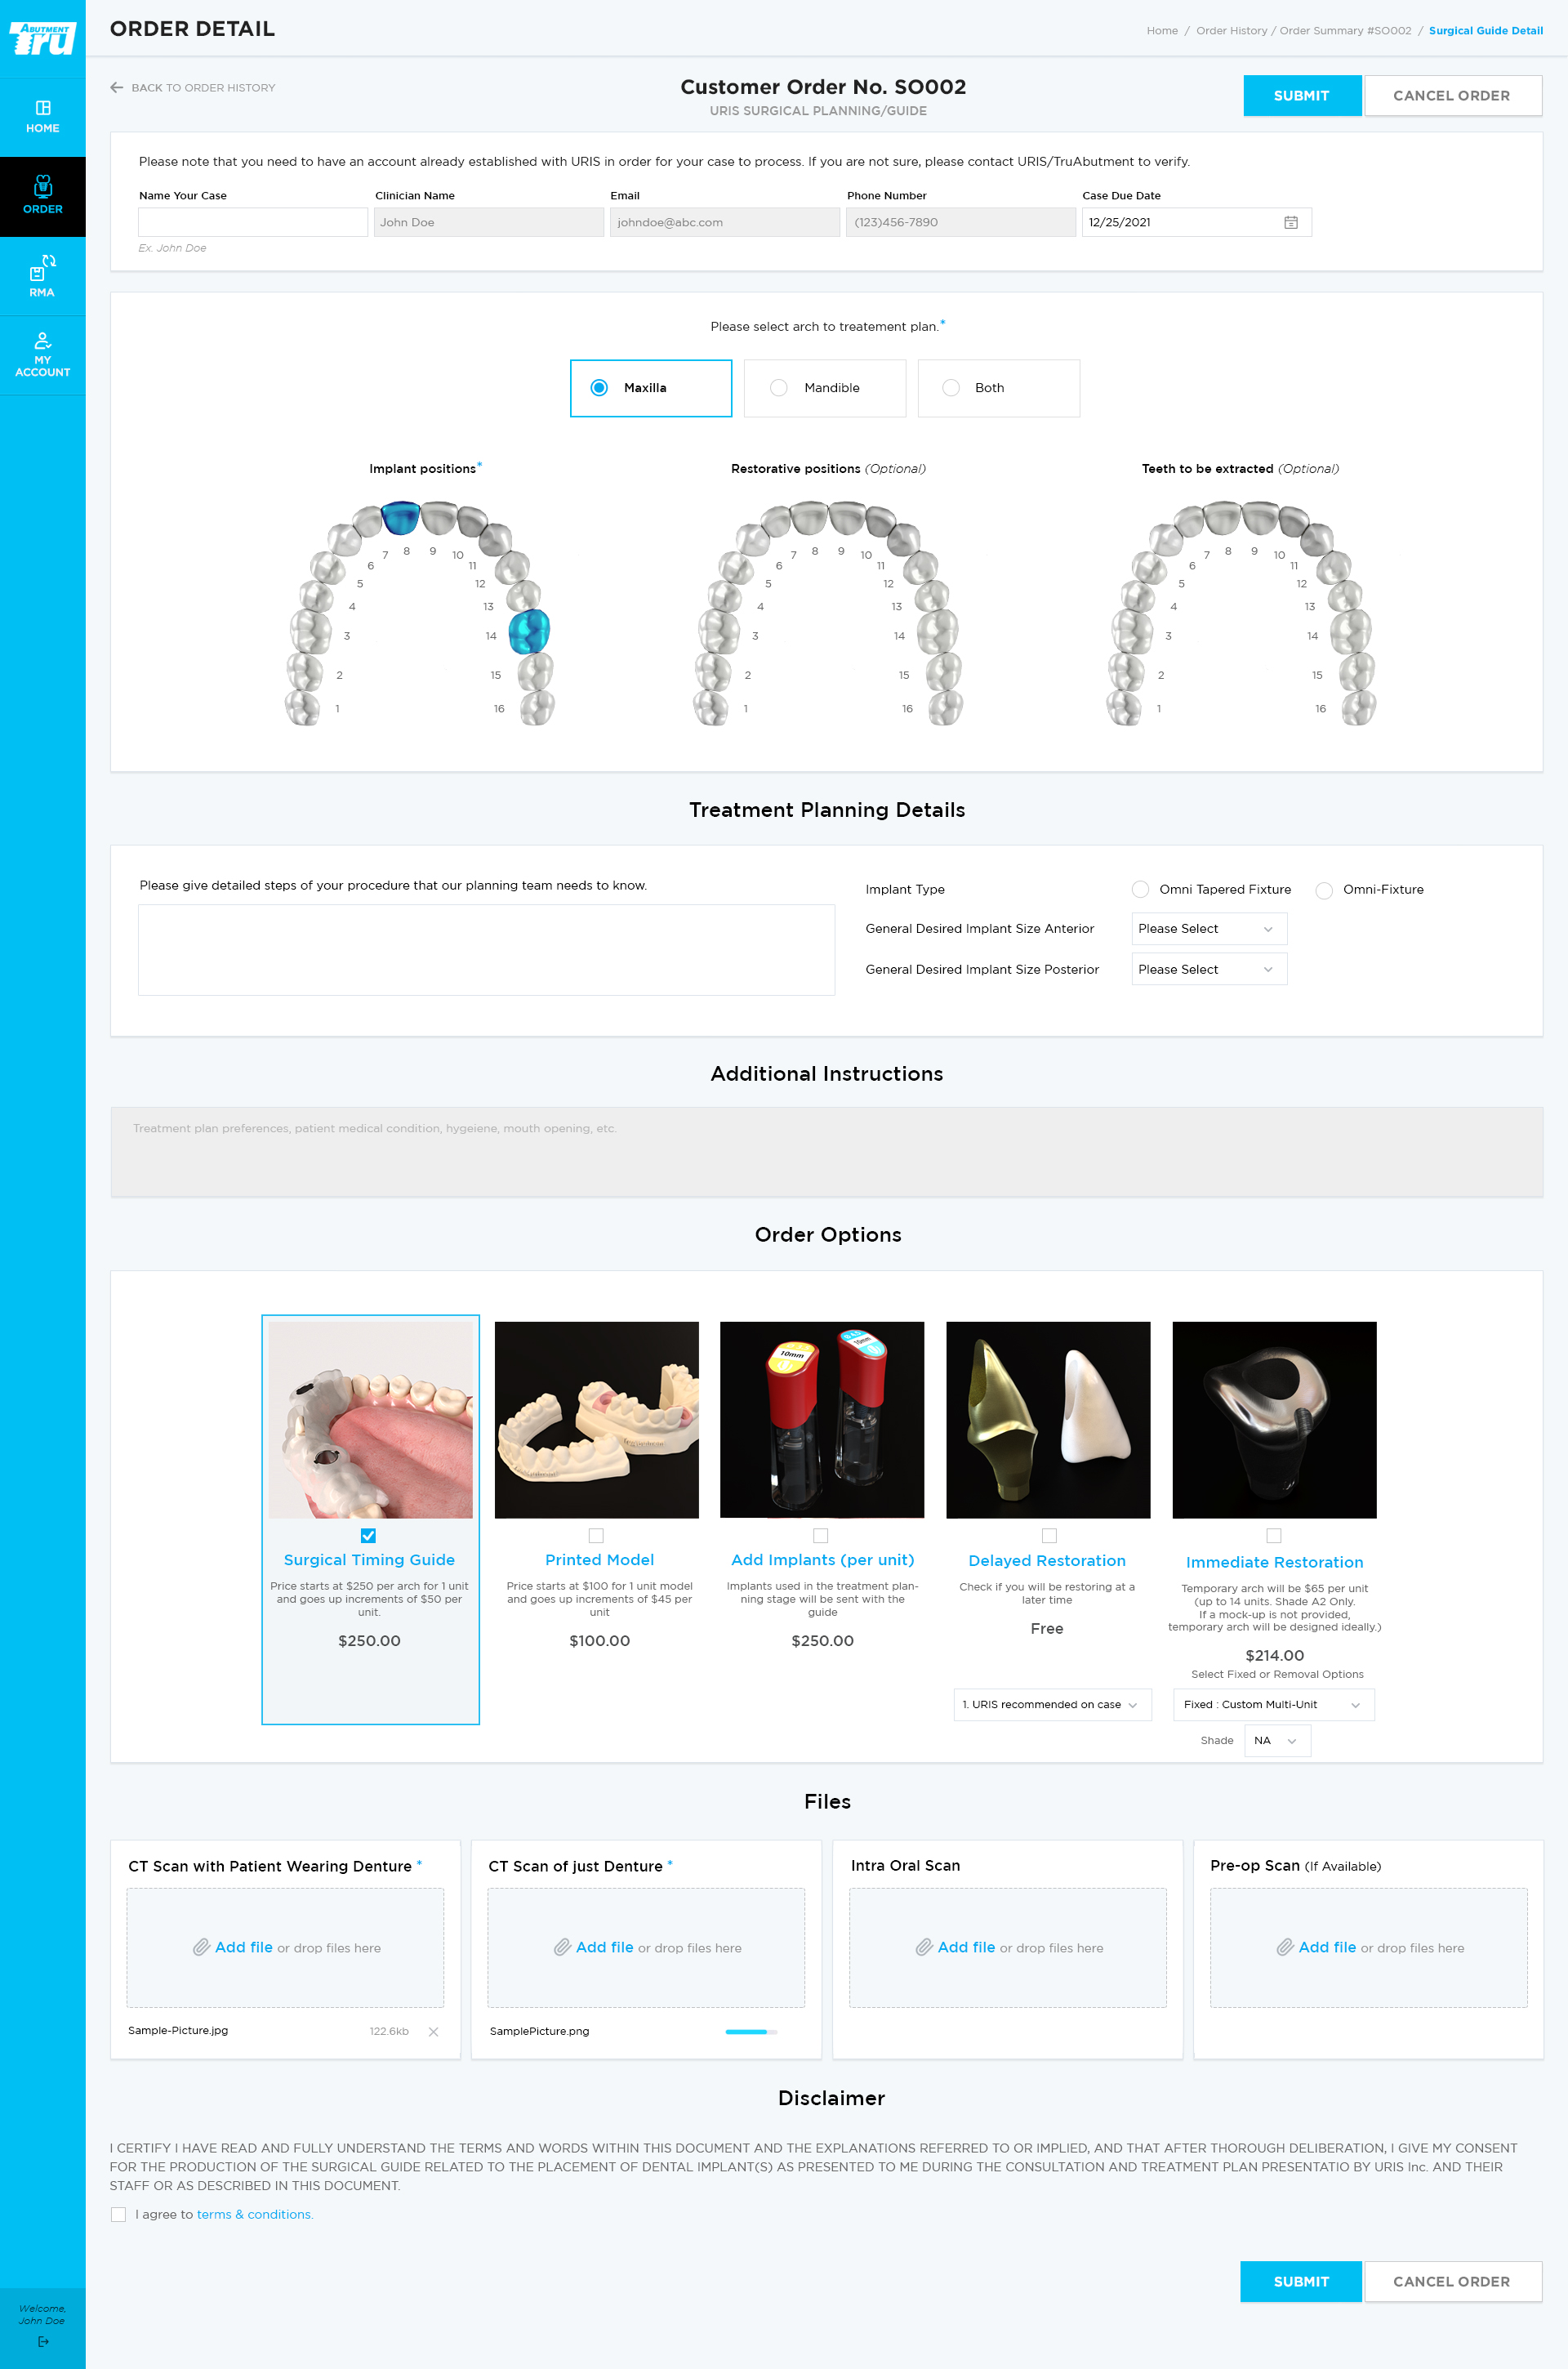 ABUTMENT
Tru
HOME
ORDER
RMA
MY
ACCOUNT
Welcome,
John Doe
ORDER DETAIL
Home / Order History / Order Summary #SO002 / Surgical Guide Detail
BACK TO ORDER HISTORY
Customer Order No. SO002
URIS SURGICAL PLANNING/GUIDE
SUBMIT
CANCEL ORDER
Please note that you need to have an account already established with URIS in order for your case to process. If you are not sure, please contact URIS/TruAbutment to verify.
Name Your Case
Clinician Name
Email
Phone Number
Case Due Date
John Doe
johndoe@abc.com
(123)456-7890
12/25/2021
Ex. John Doe
Please select arch to treatement plan.*
Maxilla
Mandible
Both
Implant positions*
1
2
3
4
5
6
7
8
9
10
11
12
13
14
15
16
Restorative positions (Optional)
1
2
3
4
5
6
7
8
9
10
11
12
13
14
15
16
Teeth to be extracted (Optional)
1
2
3
4
5
6
7
8
9
10
11
12
13
14
15
16
Treatment Planning Details
Please give detailed steps of your procedure that our planning team needs to know.
Implant Type
Omni Tapered Fixture
Omni-Fixture
General Desired Implant Size Anterior
Please Select
General Desired Implant Size Posterior
Please Select
Additional Instructions
Treatment plan preferences, patient medical condition, hygeiene, mouth opening, etc.
Order Options
Surgical Timing Guide
Price starts at $250 per arch for 1 unit
and goes up increments of $50 per
unit.
$250.00
Printed Model
Price starts at $100 for 1 unit model
and goes up increments of $45 per
unit
$100.00
10mm
10mm
Add Implants (per unit)
Implants used in the treatment plan-
ning stage will be sent with the
guide
$250.00
Delayed Restoration
Check if you will be restoring at a
later time
Free
1. URIS recommended on case
Immediate Restoration
Temporary arch will be $65 per unit
(up to 14 units. Shade A2 Only.
If a mock-up is not provided,
temporary arch will be designed ideally.)
$214.00
Select Fixed or Removal Options
Fixed : Custom Multi-Unit
Shade
NA
Files
CT Scan with Patient Wearing Denture *
Add file or drop files here
Sample-Picture.jpg
122.6kb
CT Scan of just Denture *
Add file or drop files here
SamplePicture.png
Intra Oral Scan
Add file or drop files here
Pre-op Scan (If Available)
Add file or drop files here
Disclaimer
I CERTIFY I HAVE READ AND FULLY UNDERSTAND THE TERMS AND WORDS WITHIN THIS DOCUMENT AND THE EXPLANATIONS REFERRED TO OR IMPLIED, AND THAT AFTER THOROUGH DELIBERATION, I GIVE MY CONSENT
FOR THE PRODUCTION OF THE SURGICAL GUIDE RELATED TO THE PLACEMENT OF DENTAL IMPLANT(S) AS PRESENTED TO ME DURING THE CONSULTATION AND TREATMENT PLAN PRESENTATIO BY URIS Inc. AND THEIR
STAFF OR AS DESCRIBED IN THIS DOCUMENT.
I agree to terms & conditions.
SUBMIT
CANCEL ORDER